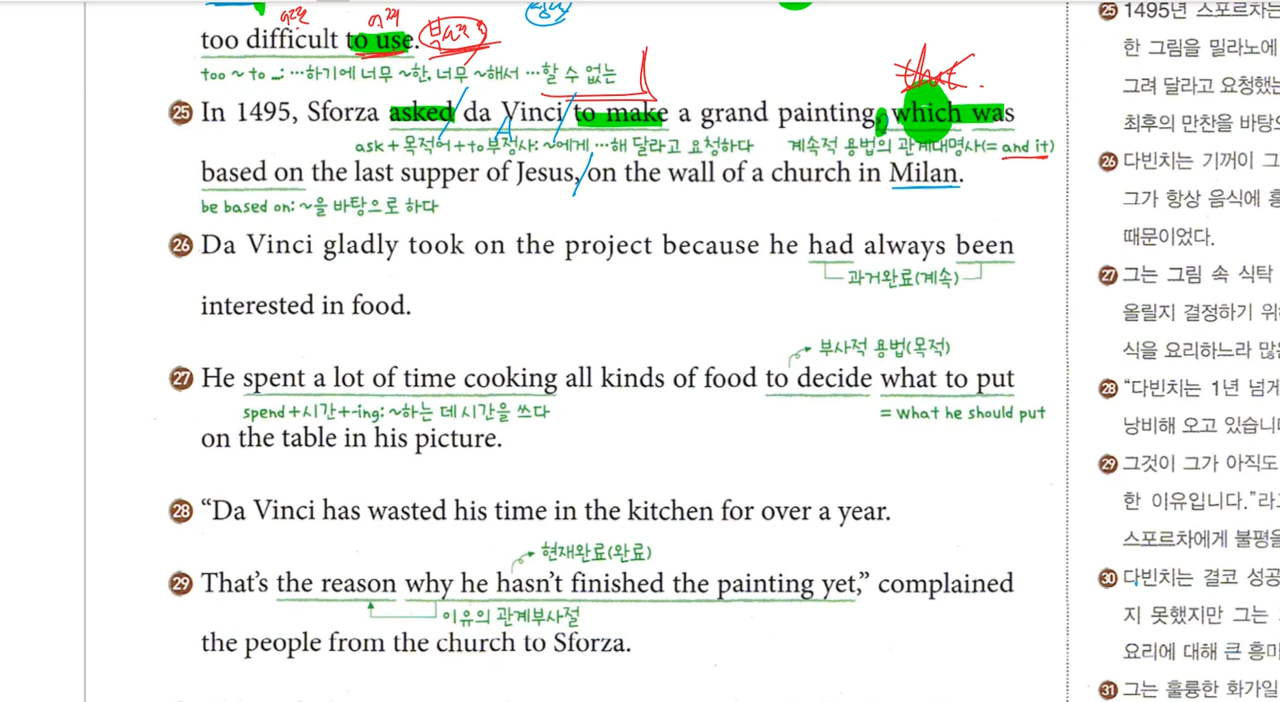 too difficult to use.
too ~ to ...: …하기에 너무 ~한, 너무 ~해서 …할 수 없는
that
25 In 1495, Sforza asked da Vinci to make a grand painting, which was
ask+목적어+to부정사: ~에게 …해 달라고 요청하다 계속적 용법의 관계대명사(= and it)
based on the last supper of Jesus, on the wall of a church in Milan.
be based on: ~을 바탕으로 하다
26 Da Vinci gladly took on the project because he had always been
과거완료(계속)
interested in food.
부사적 용법(목적)
27 He spent a lot of time cooking all kinds of food to decide what to put
spend+시간+-ing: ~하는 데 시간을 쓰다 = what he should put
on the table in his picture.
28 “Da Vinci has wasted his time in the kitchen for over a year.
현재완료(완료)
29 That’s the reason why he hasn’t finished the painting yet,” complained
이유의 관계부사절
the people from the church to Sforza.
25 1495년 스포르차는
한 그림을 밀라노에
그려 달라고 요청했는
최후의 만찬을 바탕으
26 다빈치는 기꺼이 그
그가 항상 음식에 흥
때문이었다.
27 그는 그림 속 식탁
올릴지 결정하기 위
식을 요리하느라 많은
28 “다빈치는 1년 넘게
낭비해 오고 있습니
29 그것이 그가 아직도
한 이유입니다.”라
스포르차에게 불평을
30 다빈치는 결코 성공
지 못했지만 그는
요리에 대해 큰 흥미
31 그는 훌륭한 화가일